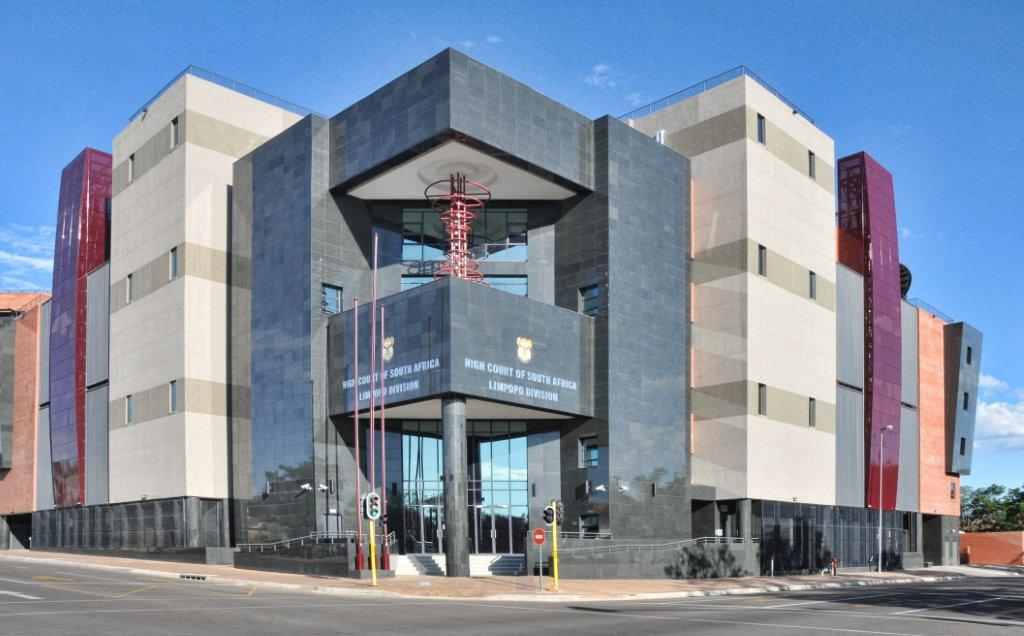 HIGH COURT OF SOUTH AFRICA
LIMPOPO DIVISION
HIGH COURT OF SOUTH AFRICA
LIMPOPO DIVISION